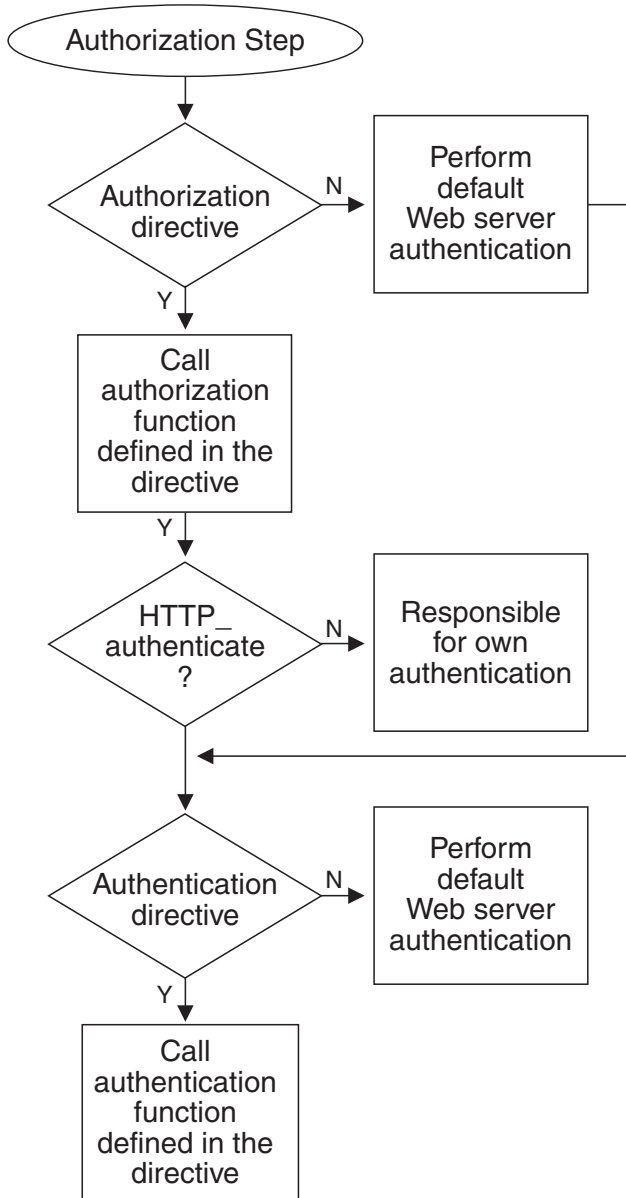 Authorization Step
Authorization
directive
N
Perform
default
Web server
authentication
Y
Call
authorization
function
defined in the
directive
Y
HTTP_
authenticate
?
N
Responsible
for own
authentication
Authentication
directive
N
Perform
default
Web server
authentication
Y
Call
authentication
function
defined in the
directive